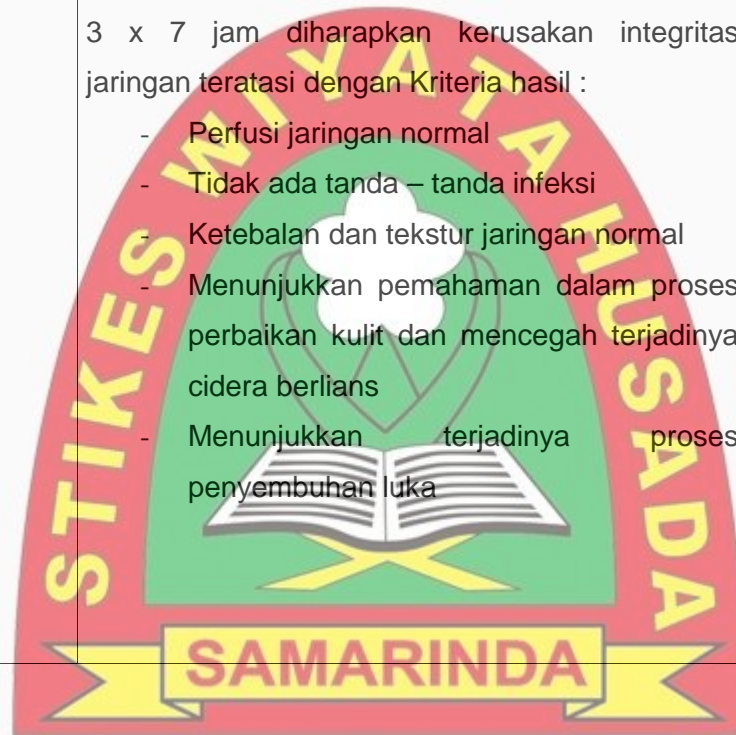 3 x 7 jam diharapkan kerusakan integritas
jaringan teratasi dengan Kriteria hasil :
- Perfusi jaringan normal
- Tidak ada tanda – tanda infeksi
- Ketebalan dan tekstur jaringan normal
- Menunjukkan pemahaman dalam proses
perbaikan kulit dan mencegah terjadinya
cidera berlians
- Menunjukkan terjadinya proses
penyembuhan luka
STIKES WIYATA HUSADA
SAMARINDA